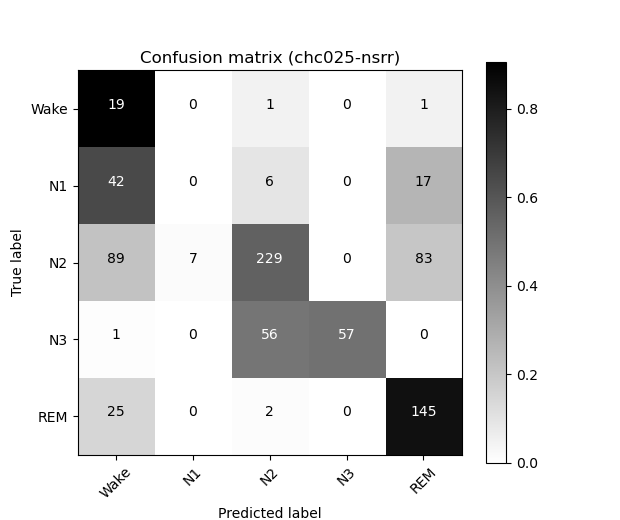 Confusion matrix (chc025-nsrr)
Wake 19 0 1 0 1
N1 42 0 6 0 17
N2 89 7 229 0 83
N3 1 0 56 57 0
REM 25 0 2 0 145
Wake N1 N2 N3 REM
True label
Predicted label
0.8
0.6
0.4
0.2
0.0